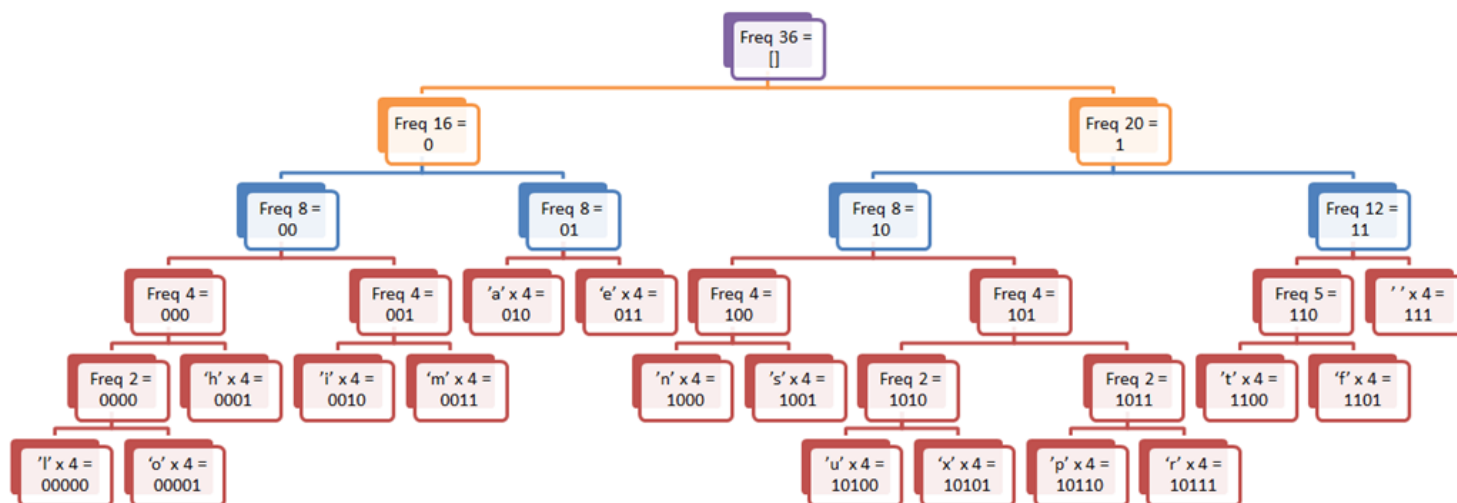 Freq 36 =
[]
Freq 16 =
0
Freq 20 =
1
Freq 8 =
00
Freq 8 =
01
Freq 8 =
10
Freq 12 =
11
Freq 4 =
000
Freq 4 =
001
’a’ x 4 =
010
‘e’ x 4 =
011
Freq 4 =
100
Freq 4 =
101
Freq 5 =
110
’ ’ x 4 =
111
Freq 2 =
0000
‘h’ x 4 =
0001
’i’ x 4 =
0010
‘m’ x 4 =
0011
’n’ x 4 =
1000
’s’ x 4 =
1001
Freq 2 =
1010
Freq 2 =
1011
’t’ x 4 =
1100
‘f’ x 4 =
1101
’l’ x 4 =
00000
‘o’ x 4 =
00001
’u’ x 4 =
10100
‘x’ x 4 =
10101
’p’ x 4 =
10110
‘r’ x 4 =
10111